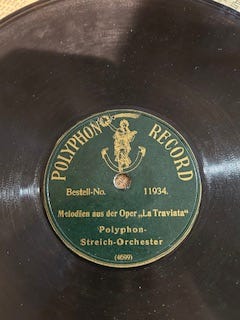 POLYPHON RECORD
Bestell-No. 11934.
Melodien aus der Oper „La Traviata“
Polyphon-
Streich-Orchester
(4699)